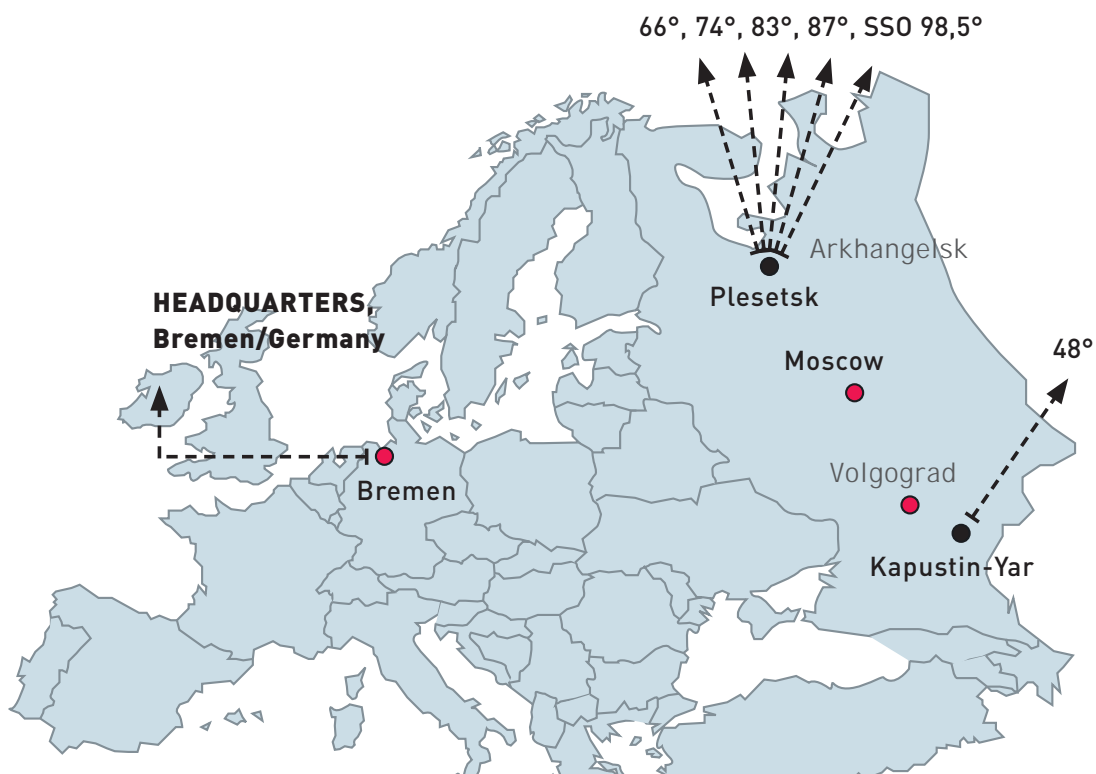 66°, 74°, 83°, 87°, SSO 98,5°
Arkhangelsk
Plesetsk
HEADQUARTERS,
Bremen/Germany
48°
Moscow
Volgograd
Bremen
Kapustin-Yar